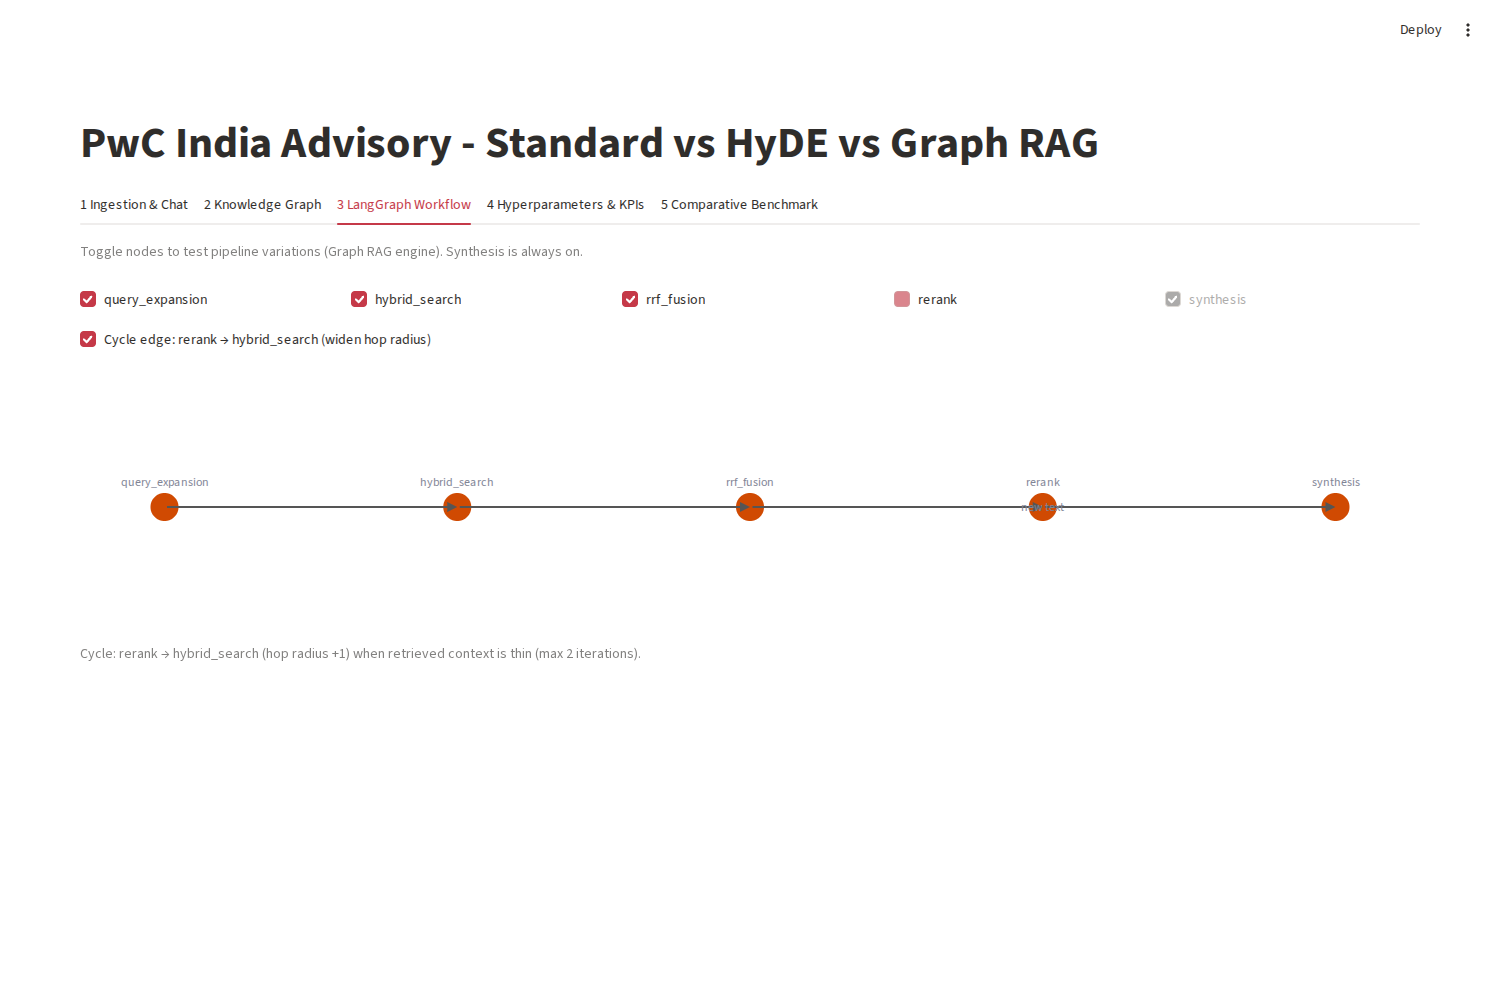 Deploy
PwC India Advisory - Standard vs HyDE vs Graph RAG
1 Ingestion & Chat 2 Knowledge Graph 3 LangGraph Workflow 4 Hyperparameters & KPIs 5 Comparative Benchmark
Toggle nodes to test pipeline variations (Graph RAG engine). Synthesis is always on.
query_expansion hybrid_search rrf_fusion rerank synthesis
Cycle edge: rerank → hybrid_search (widen hop radius)
query_expansion hybrid_search rrf_fusion rerank synthesis
new text
Cycle: rerank → hybrid_search (hop radius +1) when retrieved context is thin (max 2 iterations).